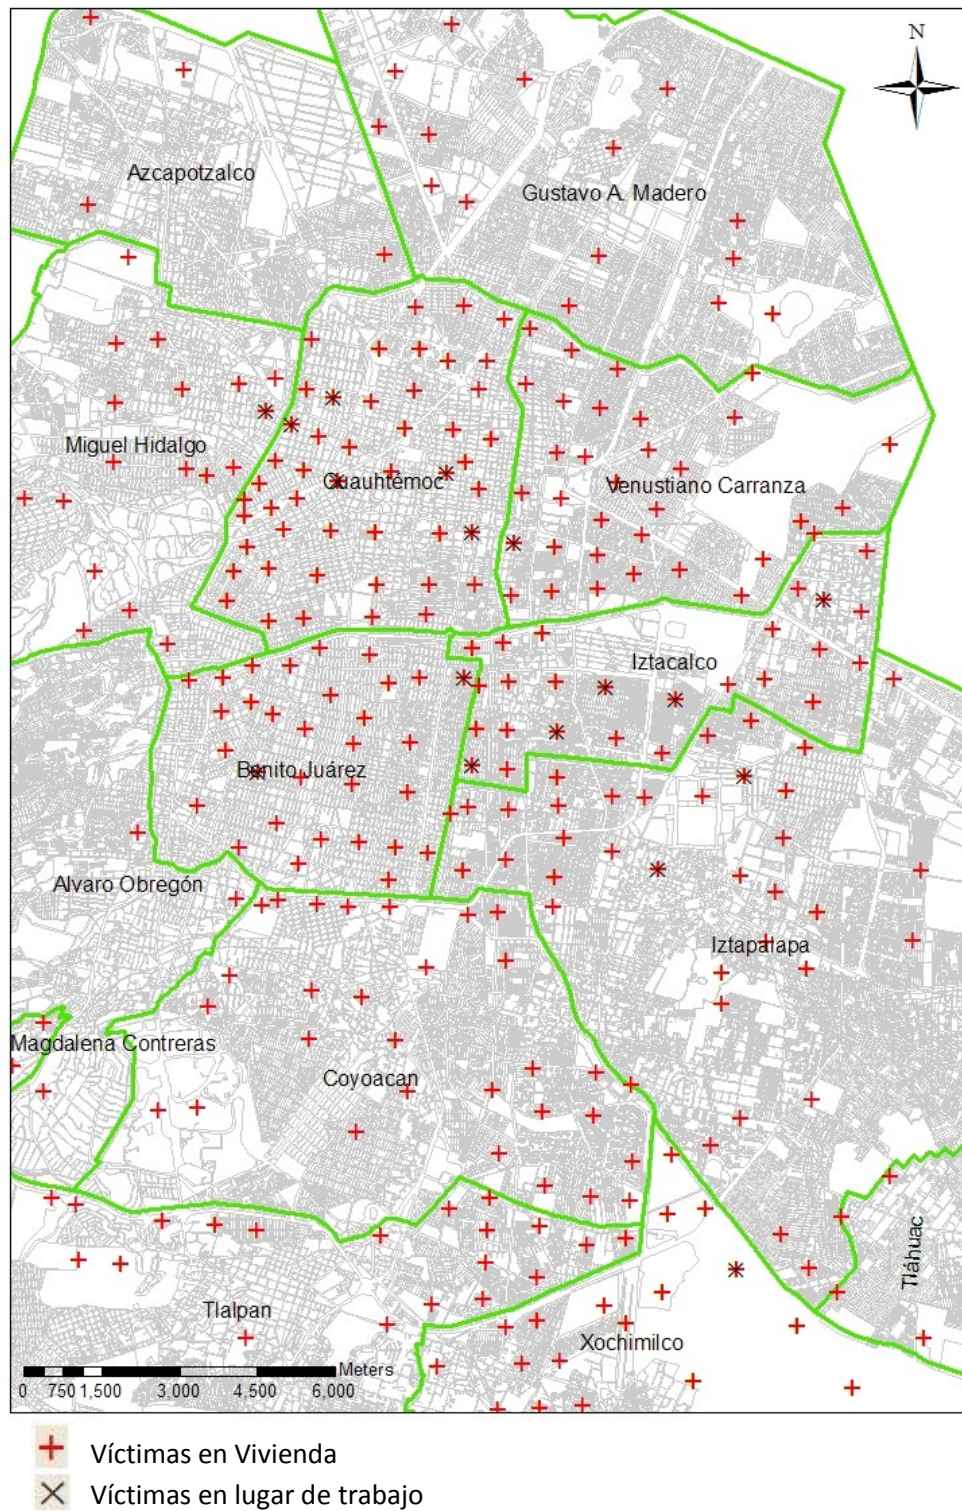 N
Azcapotzalco
Gustavo A. Madero
Miguel Hidalgo
Cuauhtémoc
Venustiano Carranza
Iztacalco
Benito Juárez
Alvaro Obregón
Iztapalapa
Magdalena Contreras
Coyoacan
Tláhuac
Tlalpan
Xochimilco
Meters
0 750 1,500 3,000 4,500 6,000
Víctimas en Vivienda
Víctimas en lugar de trabajo